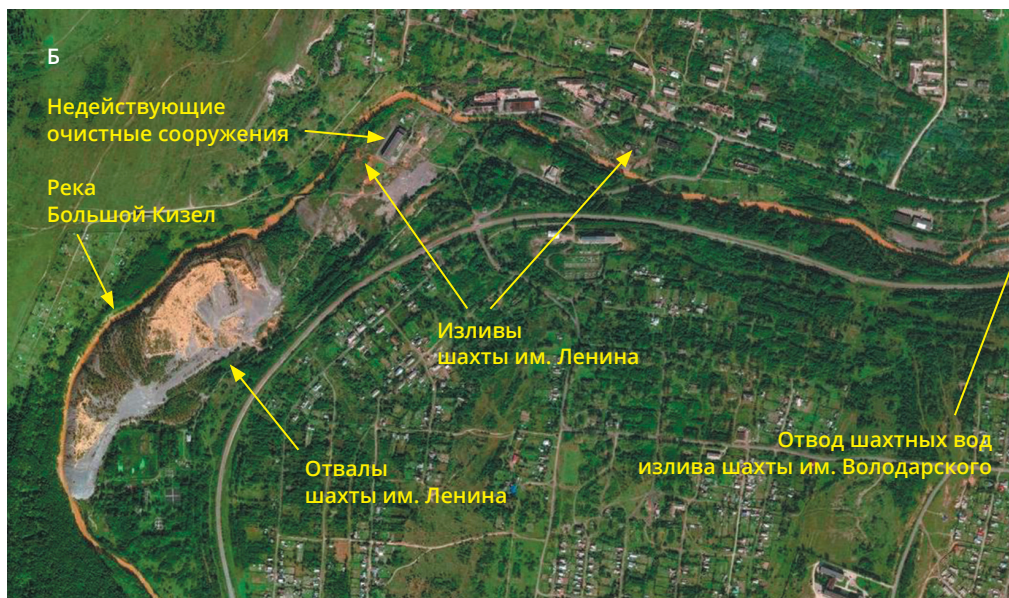 Б
Недействующие
очистные сооружения
Река
Большой Кизел
Изливы
шахты им. Ленина
Отвалы
шахты им. Ленина
Отвод шахтных вод
излива шахты им. Володарского